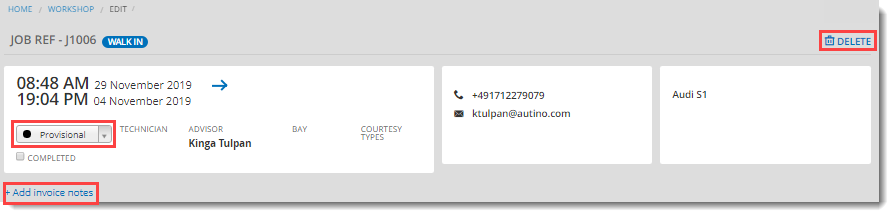 HOME / WORKSHOP / EDIT /
JOB REF - J1006 WALK IN
DELETE
08:48 AM 29 November 2019
19:04 PM 04 November 2019
Provisional
TECHNICIAN
ADVISOR
Kinga Tulpan
BAY
COURTESY
TYPES
COMPLETED
+491712279079
ktulpan@autino.com
Audi S1
+ Add invoice notes